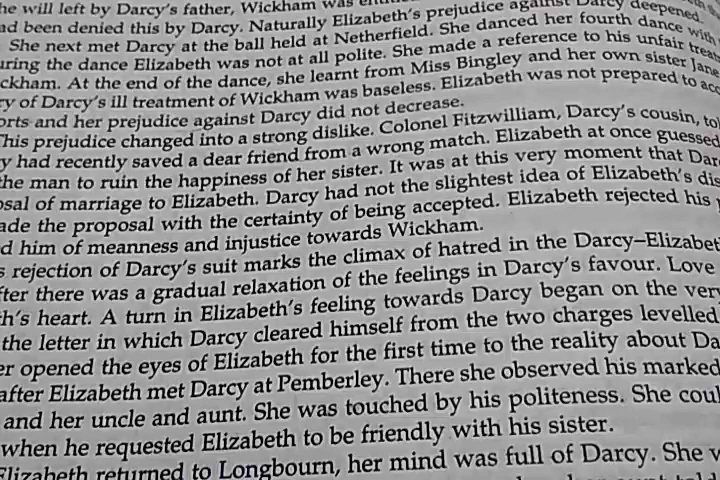 he will left by Darcy's father, Wickham was
ad been denied this by Darcy. Naturally Elizabeth's prejudice against Darcy deepened.
She next met Darcy at the ball held at Netherfield. She danced her fourth dance with
uring the dance Elizabeth was not at all polite. She made a reference to his unfair treat
ckham. At the end of the dance, she learnt from Miss Bingley and her own sister Jane
ry of Darcy's ill treatment of Wickham was baseless. Elizabeth was not prepared to acc
orts and her prejudice against Darcy did not decrease.
This prejudice changed into a strong dislike. Colonel Fitzwilliam, Darcy's cousin, to
y had recently saved a dear friend from a wrong match. Elizabeth at once guessed
the man to ruin the happiness of her sister. It was at this very moment that Dar
osal of marriage to Elizabeth. Darcy had not the slightest idea of Elizabeth's dis
ade the proposal with the certainty of being accepted. Elizabeth rejected his
d him of meanness and injustice towards Wickham.
s rejection of Darcy's suit marks the climax of hatred in the Darcy–Elizabet
fter there was a gradual relaxation of the feelings in Darcy's favour. Love
h's heart. A turn in Elizabeth's feeling towards Darcy began on the very
the letter in which Darcy cleared himself from the two charges levelled
er opened the eyes of Elizabeth for the first time to the reality about Da
after Elizabeth met Darcy at Pemberley. There she observed his marked
and her uncle and aunt. She was touched by his politeness. She coul
when he requested Elizabeth to be friendly with his sister.
Elizabeth returned to Longbourn, her mind was full of Darcy. She w